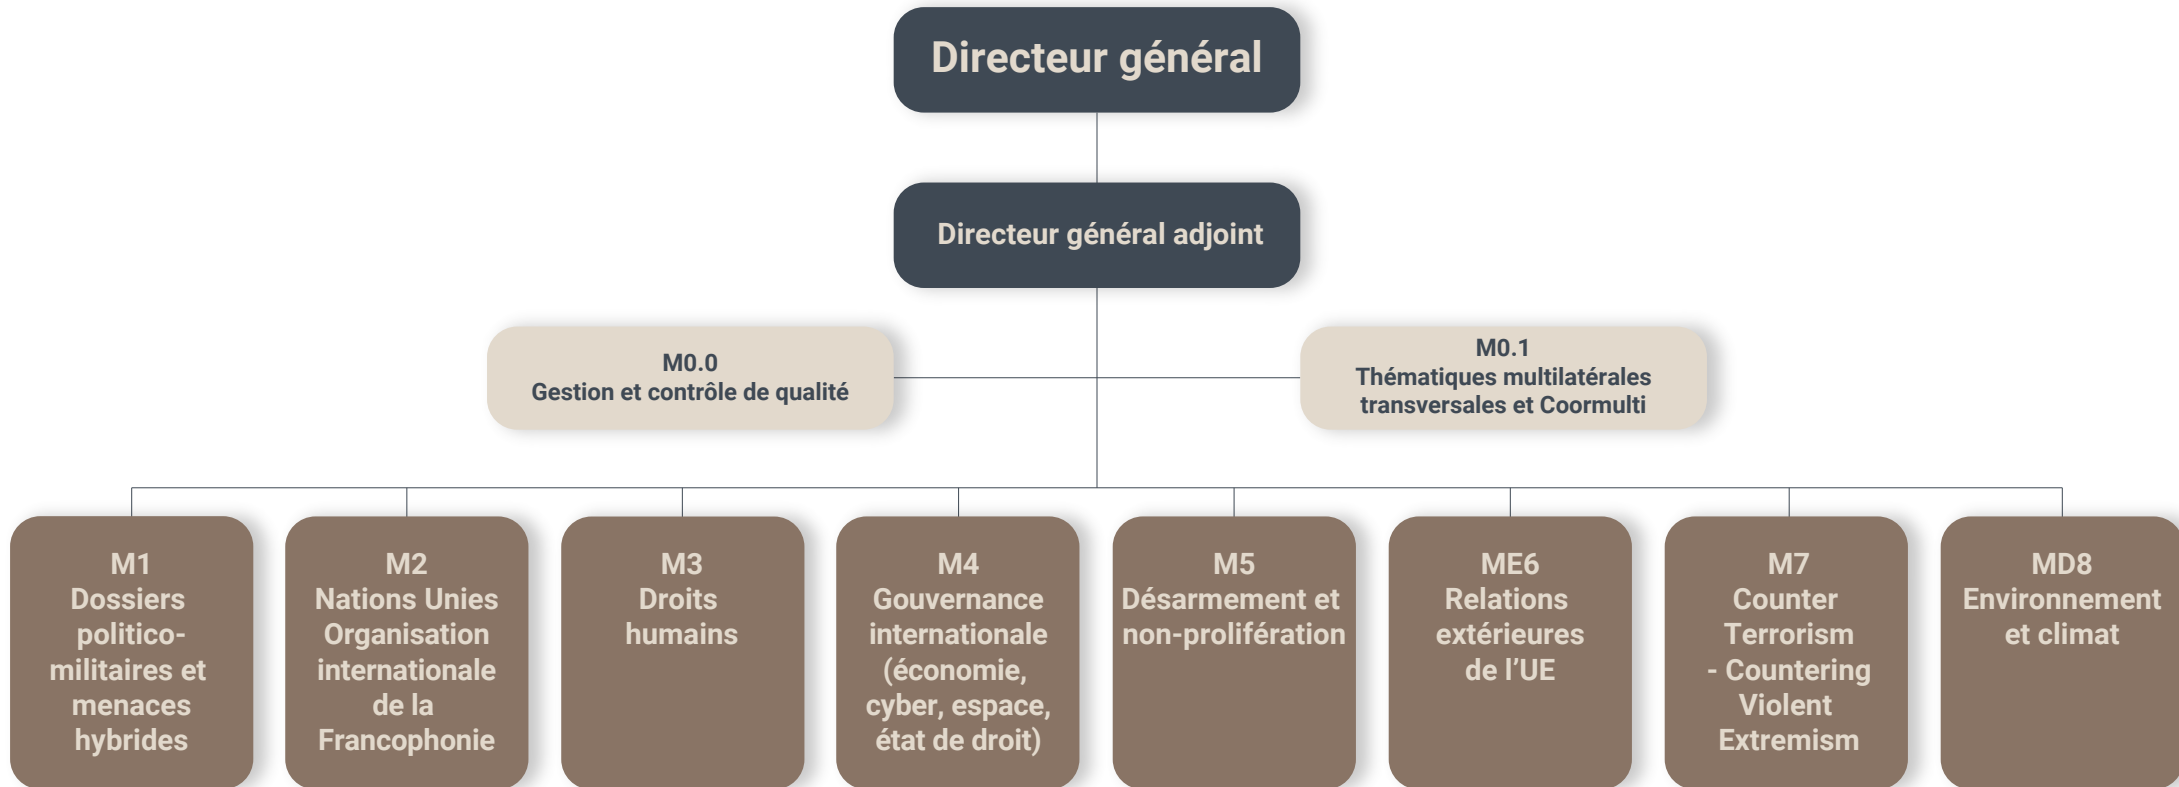 Directeur général
Directeur général adjoint
M0.0
Gestion et contrôle de qualité
M0.1
Thématiques multilatérales
transversales et Coormulti
M1
Dossiers
politico-
militaires et
menaces
hybrides
M2
Nations Unies
Organisation
internationale
de la
Francophonie
M3
Droits
humains
M4
Gouvernance
internationale
(économie,
cyber, espace,
état de droit)
M5
Désarmement et
non-prolifération
ME6
Relations
extérieures
de l’UE
M7
Counter
Terrorism
- Countering
Violent
Extremism
MD8
Environnement
et climat